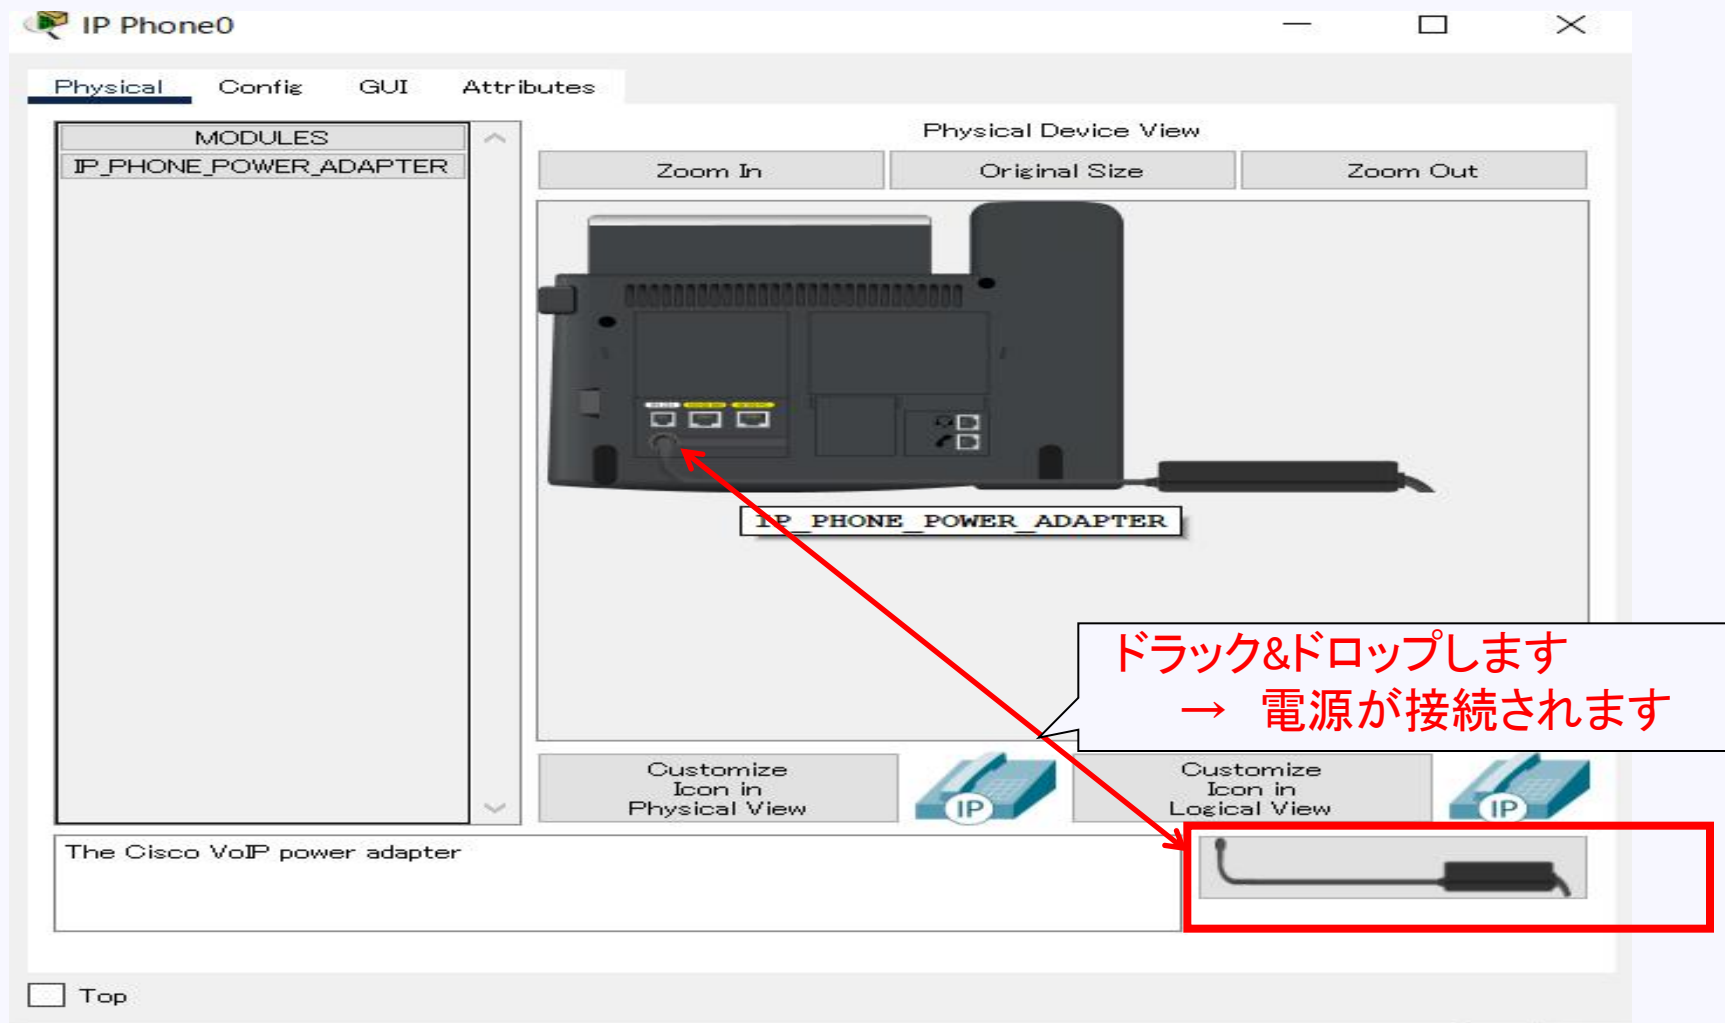 IP Phone0
Physical Config GUI Attributes
MODULES
IP_PHONE_POWER_ADAPTER
Physical Device View
Zoom In Original Size Zoom Out
IP_PHONE_POWER_ADAPTER
ドラック&ドロップします
→ 電源が接続されます
Customize
Icon in
Physical View
IP
Customize
Icon in
Logical View
IP
The Cisco VoIP power adapter
Top